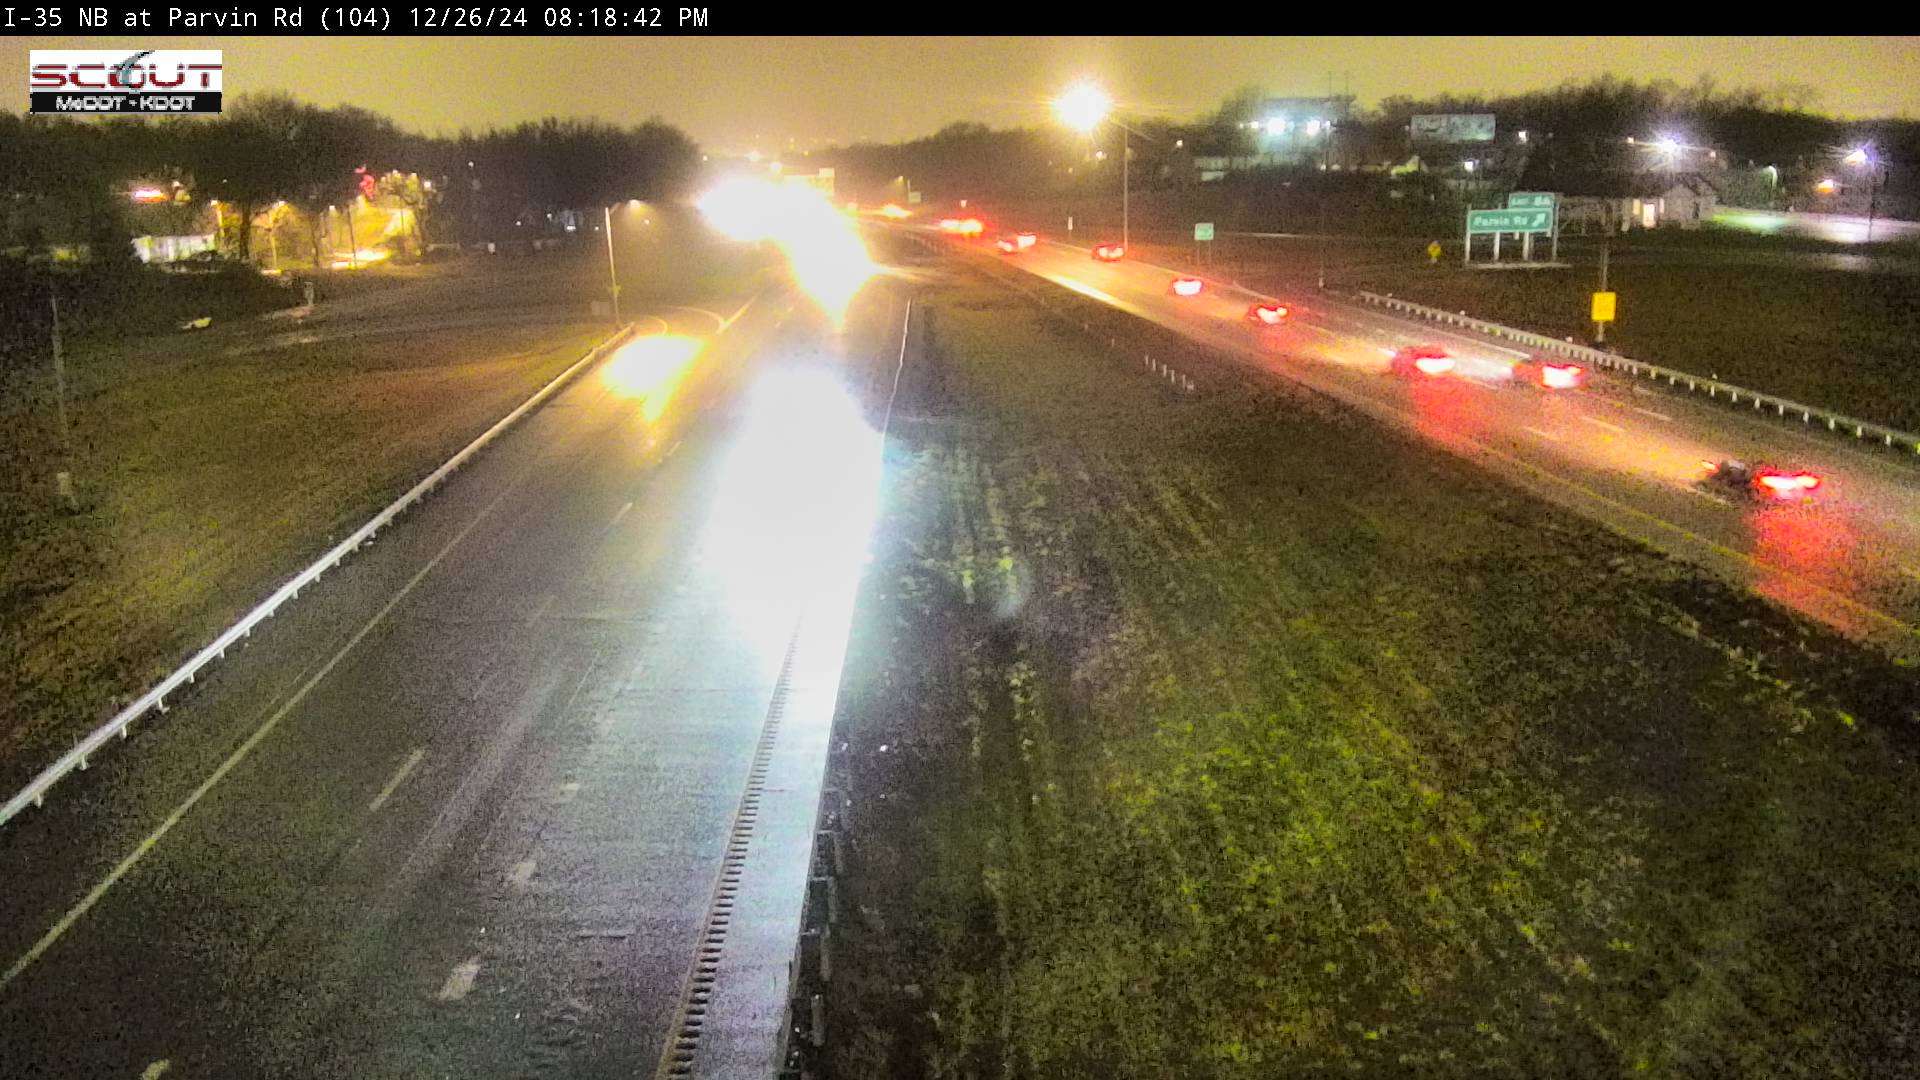 I-35 NB at Parvin Rd (104) 12/26/24 08:18:42 PM
SCOUT
MoDOT - KDOT
Parvin Rd